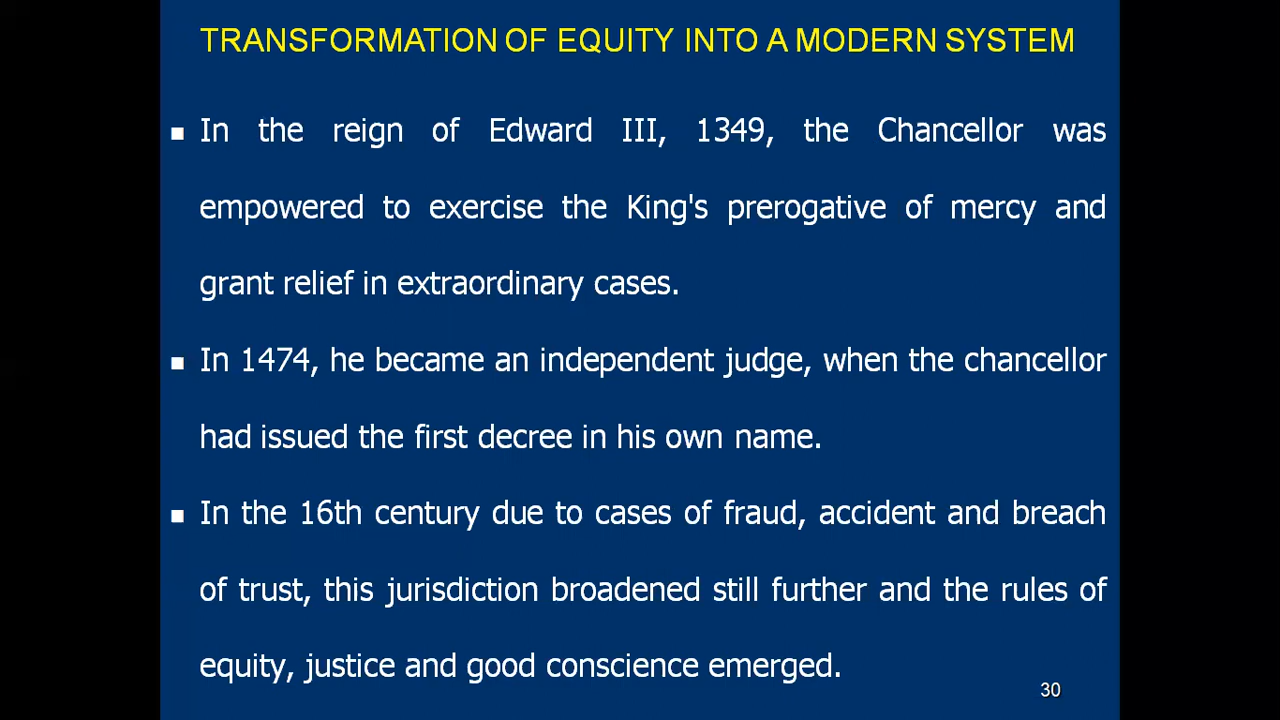 TRANSFORMATION OF EQUITY INTO A MODERN SYSTEM
▪ In the reign of Edward III, 1349, the Chancellor was
empowered to exercise the King's prerogative of mercy and
grant relief in extraordinary cases.
▪ In 1474, he became an independent judge, when the chancellor
had issued the first decree in his own name.
▪ In the 16th century due to cases of fraud, accident and breach
of trust, this jurisdiction broadened still further and the rules of
equity, justice and good conscience emerged.
30